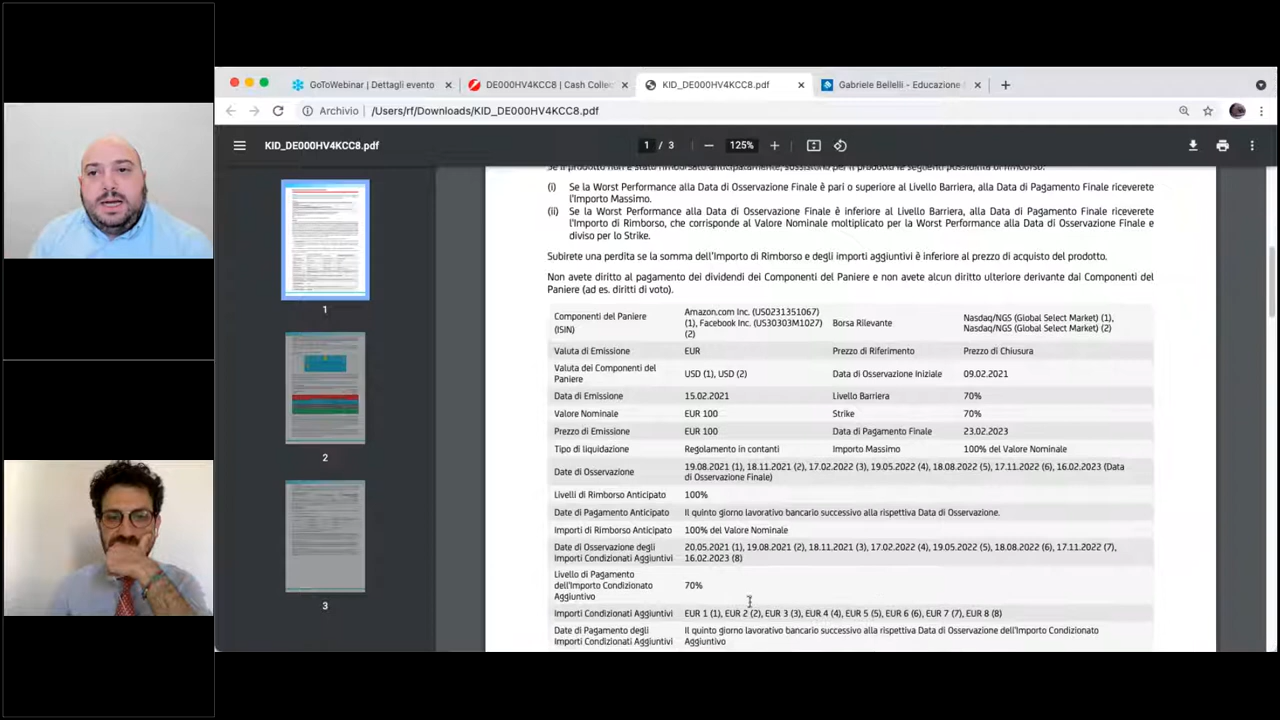 GoToWebinar | Dettagli evento
DE000HV4KCC8 | Cash Collec
KID_DE000HV4KCC8.pdf
Gabriele Bellelli - Educazione
Archivio | /Users/rf/Downloads/KID_DE000HV4KCC8.pdf
KID_DE000HV4KCC8.pdf
1 / 3
125%
1
2
3
Se il prodotto non è stato rimborsato anticipatamente, sussistono per il prodotto le seguenti possibilità di rimborso:
(i) Se la Worst Performance alla Data di Osservazione Finale è pari o superiore al Livello Barriera, alla Data di Pagamento Finale riceverete
l'Importo Massimo.
(ii) Se la Worst Performance alla Data di Osservazione Finale è inferiore al Livello Barriera, alla Data di Pagamento Finale riceverete
l'Importo di Rimborso, che corrisponde al Valore Nominale moltiplicato per la Worst Performance alla Data di Osservazione Finale e
diviso per lo Strike.
Subirete una perdita se la somma dell'Importo di Rimborso e degli importi aggiuntivi è inferiore al prezzo di acquisto del prodotto.
Non avete diritto al pagamento dei dividendi dei Componenti del Paniere e non avete alcun diritto ulteriore derivante dai Componenti del
Paniere (ad es. diritti di voto).
Componenti del Paniere
(ISIN)
Amazon.com Inc. (US0231351067)
(1), Facebook Inc. (US30303M1027)
(2)
Borsa Rilevante
Nasdaq/NGS (Global Select Market) (1),
Nasdaq/NGS (Global Select Market) (2)
Valuta di Emissione EUR Prezzo di Riferimento Prezzo di Chiusura
Valuta dei Componenti del
Paniere
USD (1), USD (2) Data di Osservazione Iniziale 09.02.2021
Data di Emissione 15.02.2021 Livello Barriera 70%
Valore Nominale EUR 100 Strike 70%
Prezzo di Emissione EUR 100 Data di Pagamento Finale 23.02.2023
Tipo di liquidazione Regolamento in contanti Importo Massimo 100% del Valore Nominale
Date di Osservazione
19.08.2021 (1), 18.11.2021 (2), 17.02.2022 (3), 19.05.2022 (4), 18.08.2022 (5), 17.11.2022 (6), 16.02.2023 (Data
di Osservazione Finale)
Livelli di Rimborso Anticipato 100%
Date di Pagamento Anticipato Il quinto giorno lavorativo bancario successivo alla rispettiva Data di Osservazione.
Importi di Rimborso Anticipato 100% del Valore Nominale
Date di Osservazione degli
Importi Condizionati Aggiuntivi
20.05.2021 (1), 19.08.2021 (2), 18.11.2021 (3), 17.02.2022 (4), 19.05.2022 (5), 18.08.2022 (6), 17.11.2022 (7),
16.02.2023 (8)
Livello di Pagamento
dell'Importo Condizionato
Aggiuntivo
70%
Importi Condizionati Aggiuntivi EUR 1 (1), EUR 2 (2), EUR 3 (3), EUR 4 (4), EUR 5 (5), EUR 6 (6), EUR 7 (7), EUR 8 (8)
Date di Pagamento degli
Importi Condizionati Aggiuntivi
Il quinto giorno lavorativo bancario successivo alla rispettiva Data di Osservazione dell'Importo Condizionato
Aggiuntivo